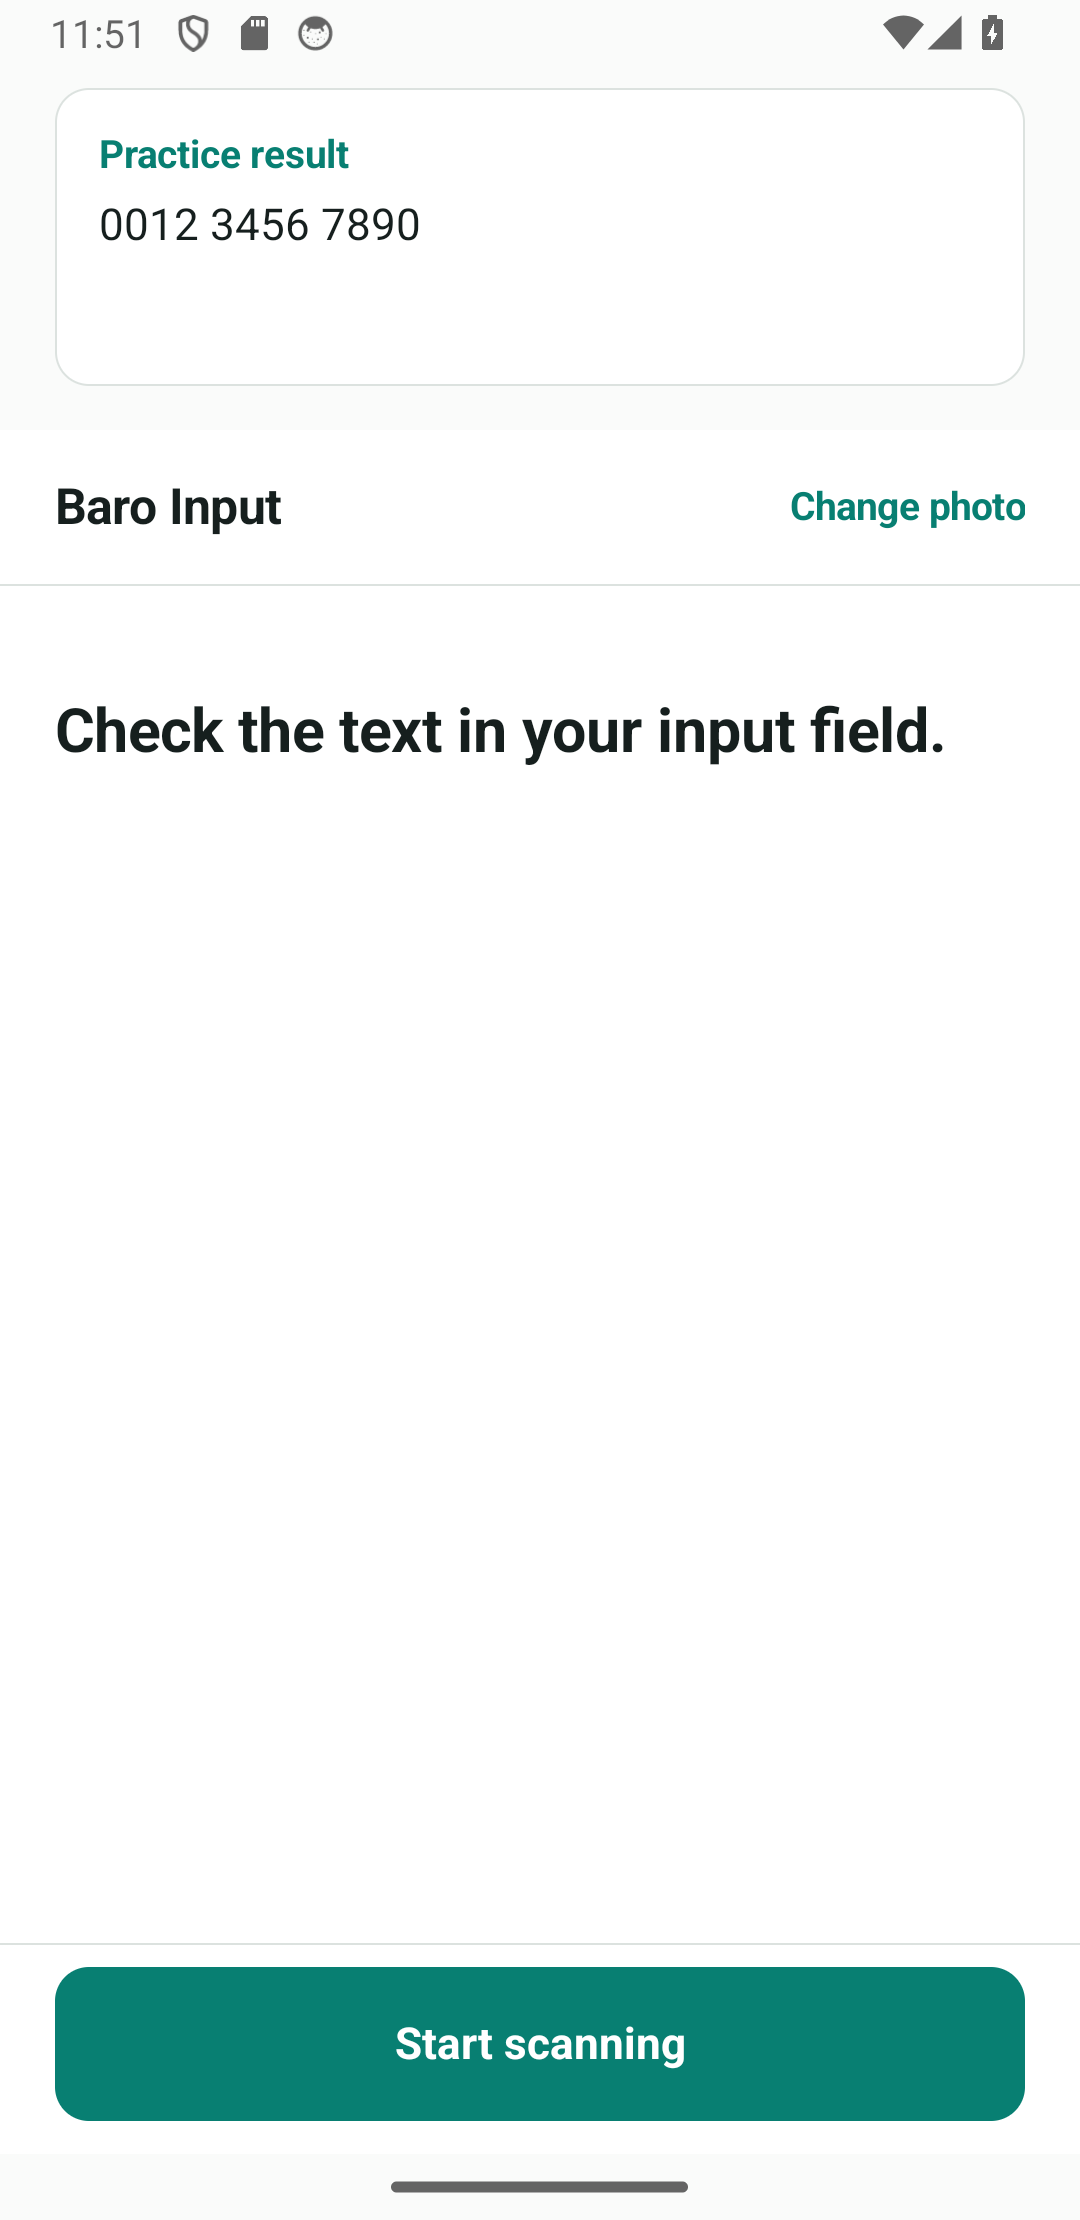 11:51
Practice result
0012 3456 7890
Baro Input
Change photo
Check the text in your input field.
Start scanning